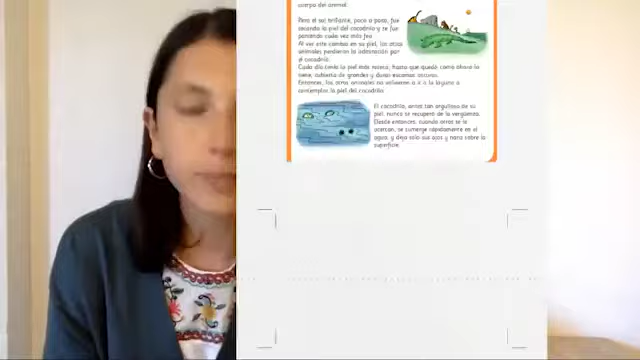 cuerpo del animal.
Pero el sol brillante, poco a poco, fue
secando la piel del cocodrilo y se fue
poniendo cada vez más fea.
Al ver este cambio en su piel, los otros
animales perdieron la admiración por
el cocodrilo.
Cada día tenía la piel más reseca, hasta que quedó como ahora la
tiene, cubierta de grandes y duras escamas oscuras.
Entonces, los otros animales no volvieron a ir a la laguna a
contemplar la piel del cocodrilo.
El cocodrilo, antes tan orgulloso de su
piel, nunca se recuperó de la vergüenza.
Desde entonces, cuando otros se le
acercan, se sumerge rápidamente en el
agua, y deja solo sus ojos y nariz sobre la
superficie.